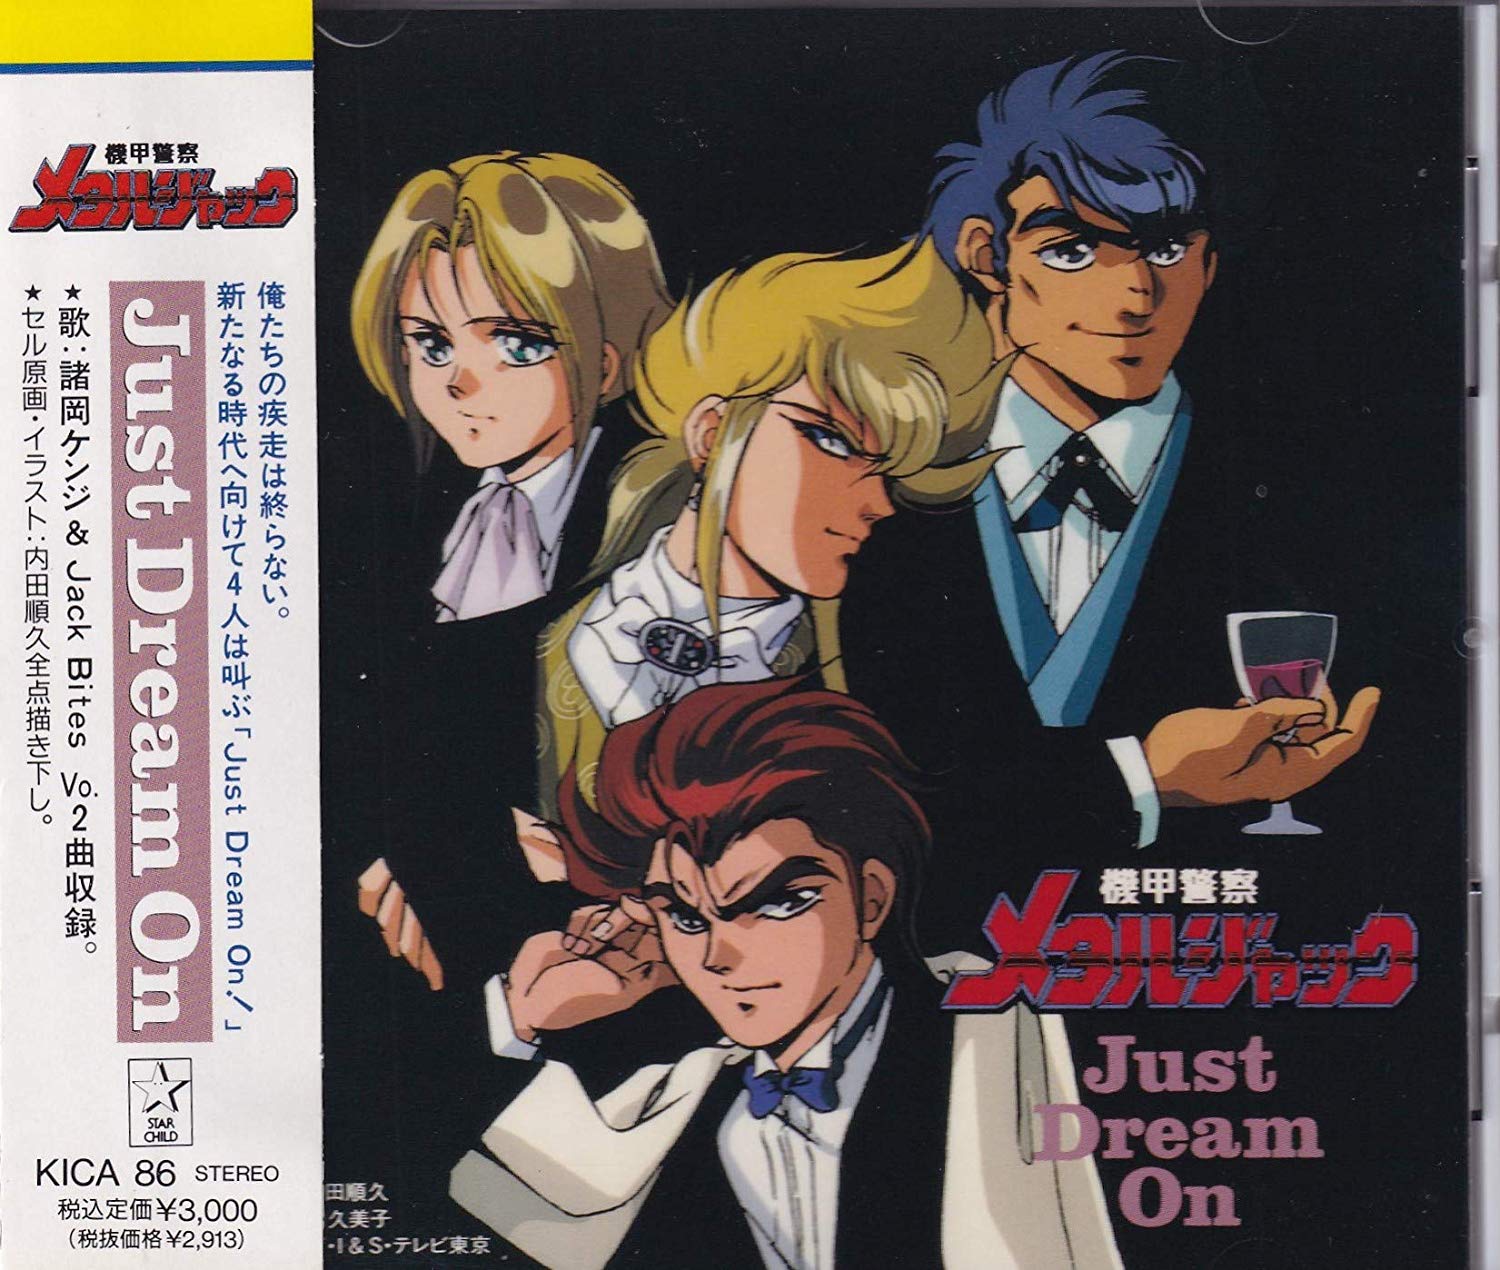 機甲警察
メタルジャック
俺たちの疾走は終らない。
新たなる時代へ向けて4人は叫ぶ「Just Dream On!」
Just Dream On
★歌:諸岡ケンジ & Jack Bites Vo. 2曲収録。
★セル原画・イラスト:内田順久全点描き下し。
STAR
CHILD
KICA 86 STEREO
税込定価¥3,000
(税抜価格¥2,913)
機甲警察
メタルジャック
Just
Dream
On
田順久
久美子
・I&S・テレビ東京